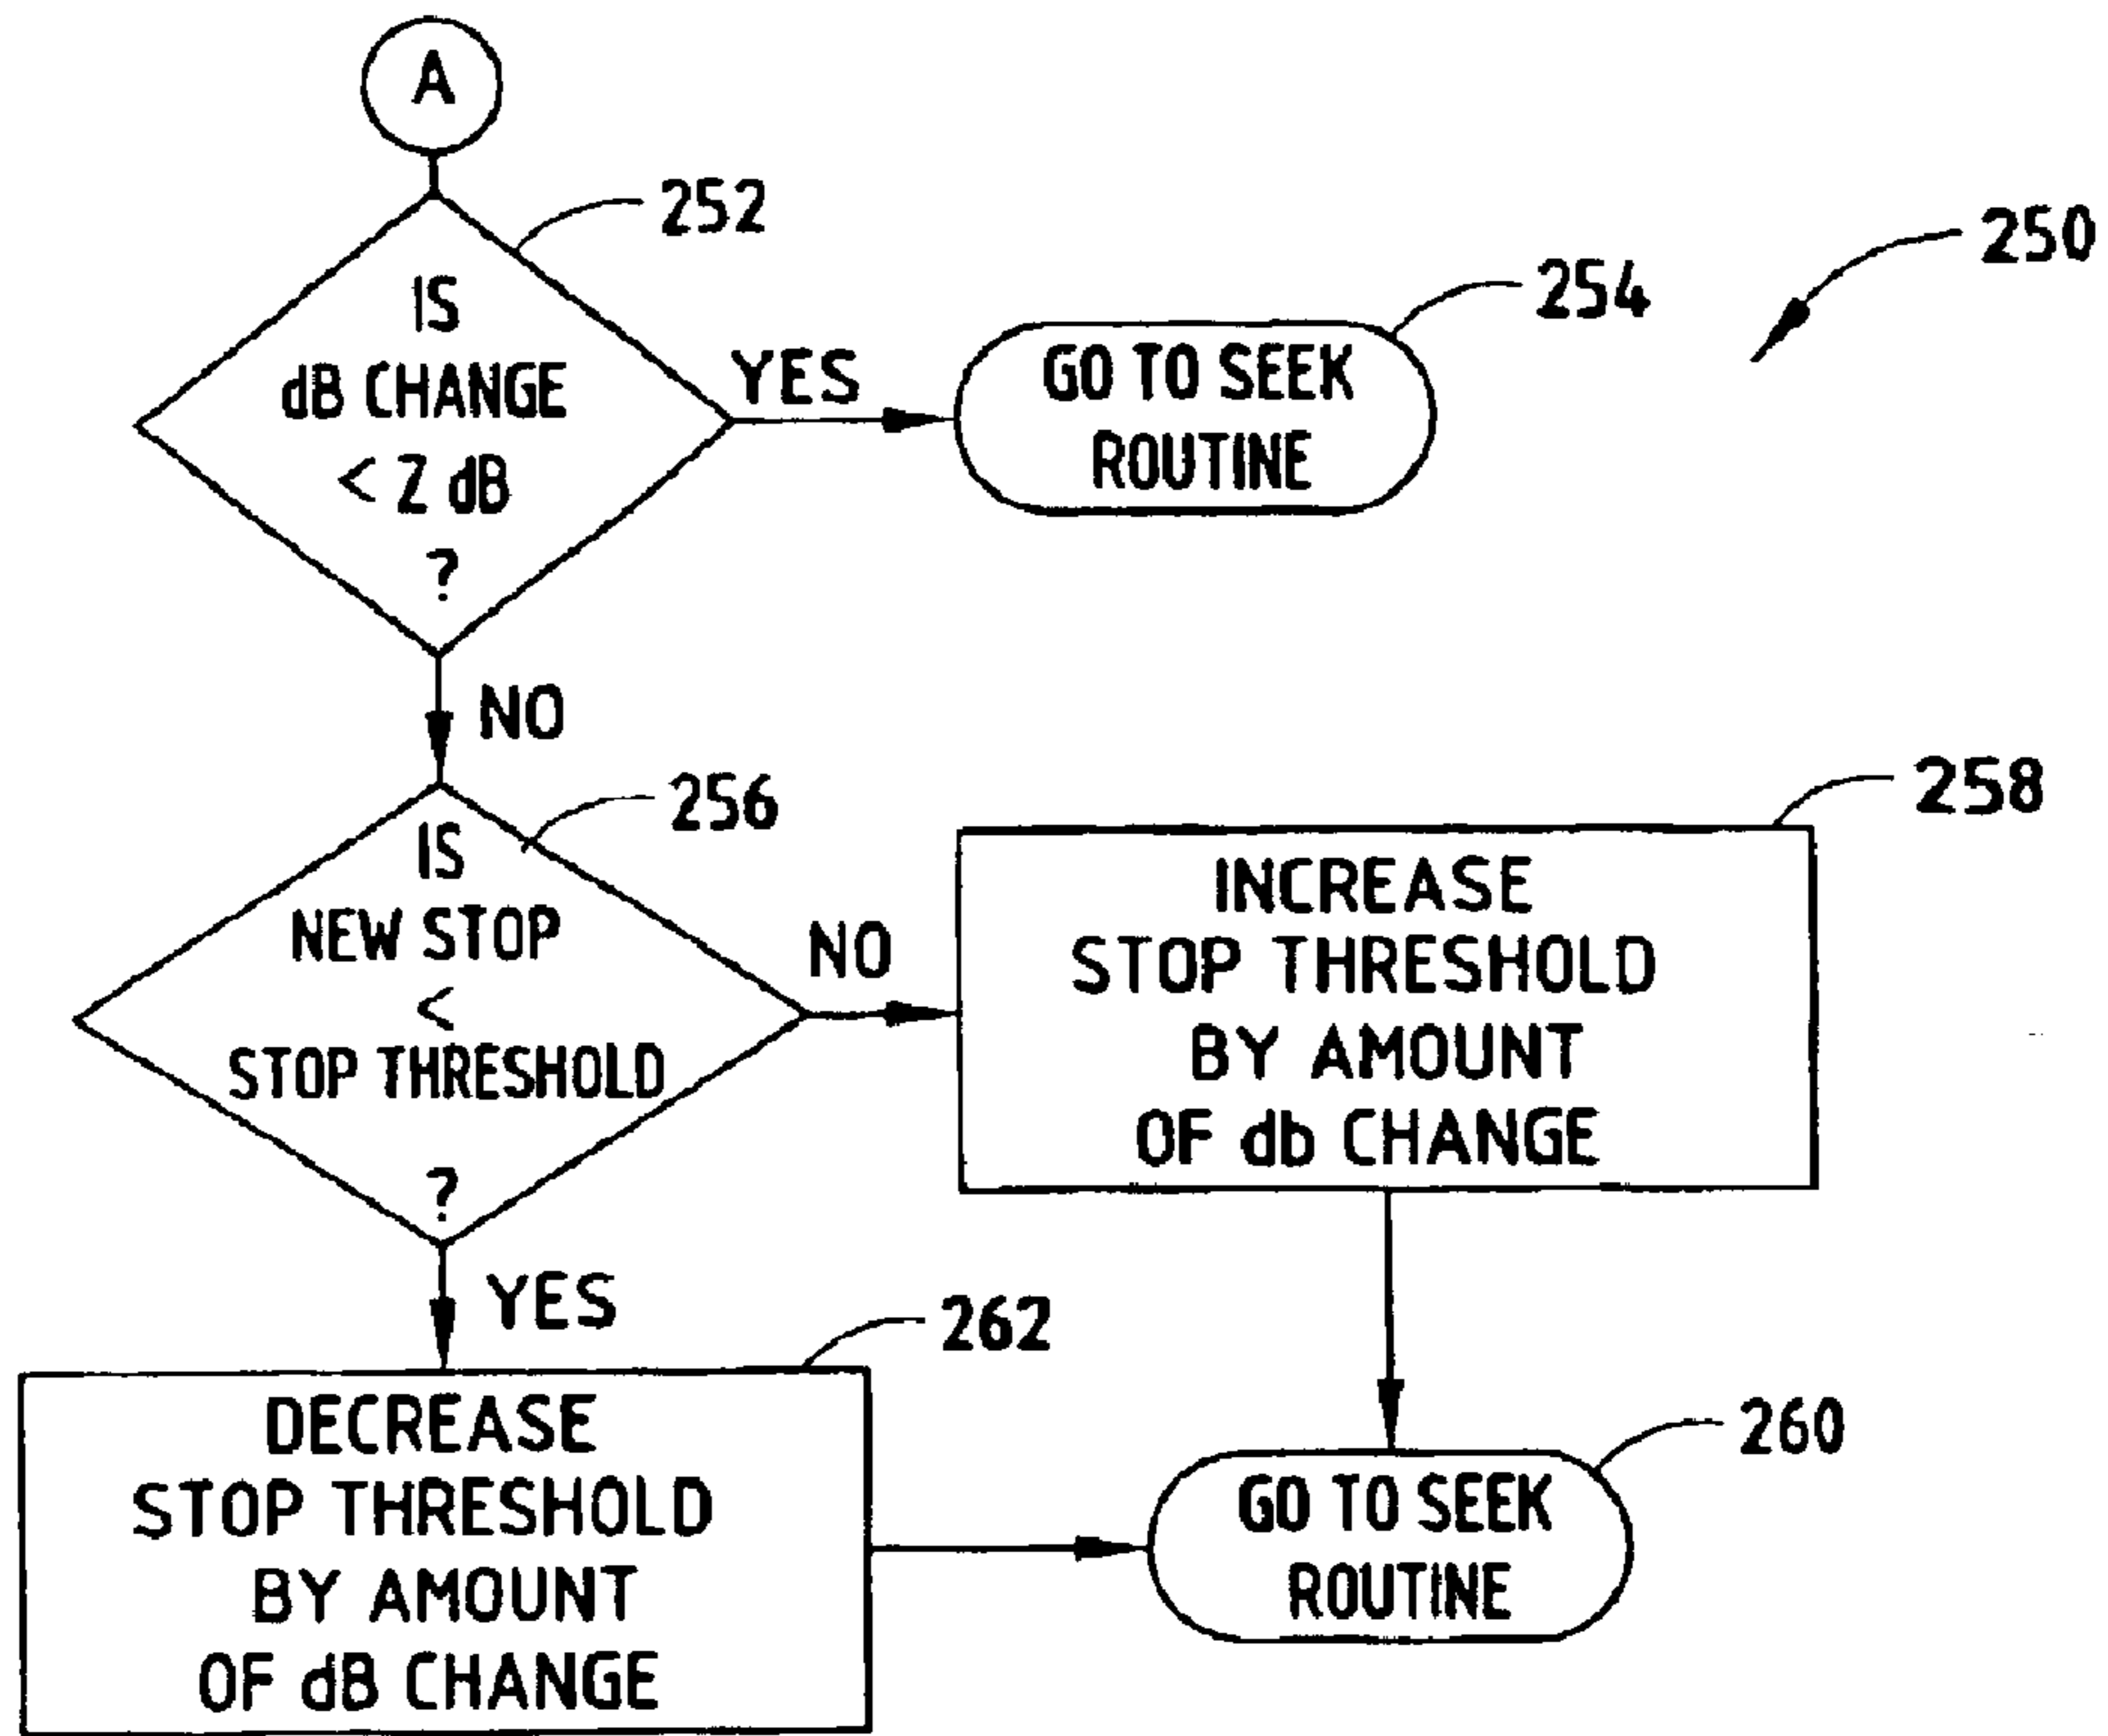 A
252
IS
dB CHANGE
< 2 dB
?
YES
254
GO TO SEEK
ROUTINE
250
NO
256
IS
NEW STOP
<
STOP THRESHOLD
?
NO
258
INCREASE
STOP THRESHOLD
BY AMOUNT
OF db CHANGE
YES
262
DECREASE
STOP THRESHOLD
BY AMOUNT
OF dB CHANGE
260
GO TO SEEK
ROUTINE